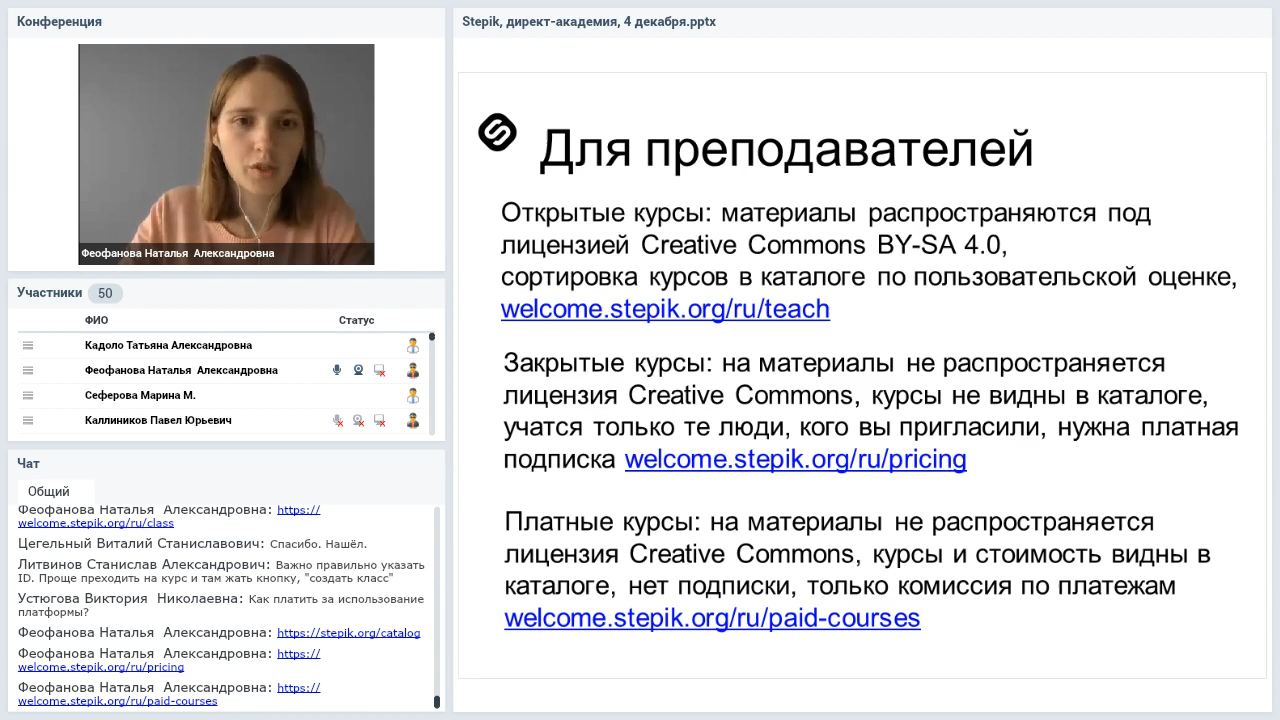 Конференция
Феофанова Наталья Александровна
Участники 50
ФИО Статус
Кадоло Татьяна Александровна
Феофанова Наталья Александровна
Сеферова Марина М.
Каллиников Павел Юрьевич
Чат
Общий
Феофанова Наталья Александровна: https://
welcome.stepik.org/ru/class
Цегельный Виталий Станиславович: Спасибо. Нашёл.
Литвинов Станислав Александрович: Важно правильно указать
ID. Проще преходить на курс и там жать кнопку, "создать класс"
Устюгова Виктория Николаевна: Как платить за использование
платформы?
Феофанова Наталья Александровна: https://stepik.org/catalog
Феофанова Наталья Александровна: https://
welcome.stepik.org/ru/pricing
Феофанова Наталья Александровна: https://
welcome.stepik.org/ru/paid-courses
Stepik, директ-академия, 4 декабря.pptx
Для преподавателей
Открытые курсы: материалы распространяются под
лицензией Creative Commons BY-SA 4.0,
сортировка курсов в каталоге по пользовательской оценке,
welcome.stepik.org/ru/teach
Закрытые курсы: на материалы не распространяется
лицензия Creative Commons, курсы не видны в каталоге,
учатся только те люди, кого вы пригласили, нужна платная
подписка welcome.stepik.org/ru/pricing
Платные курсы: на материалы не распространяется
лицензия Creative Commons, курсы и стоимость видны в
каталоге, нет подписки, только комиссия по платежам
welcome.stepik.org/ru/paid-courses